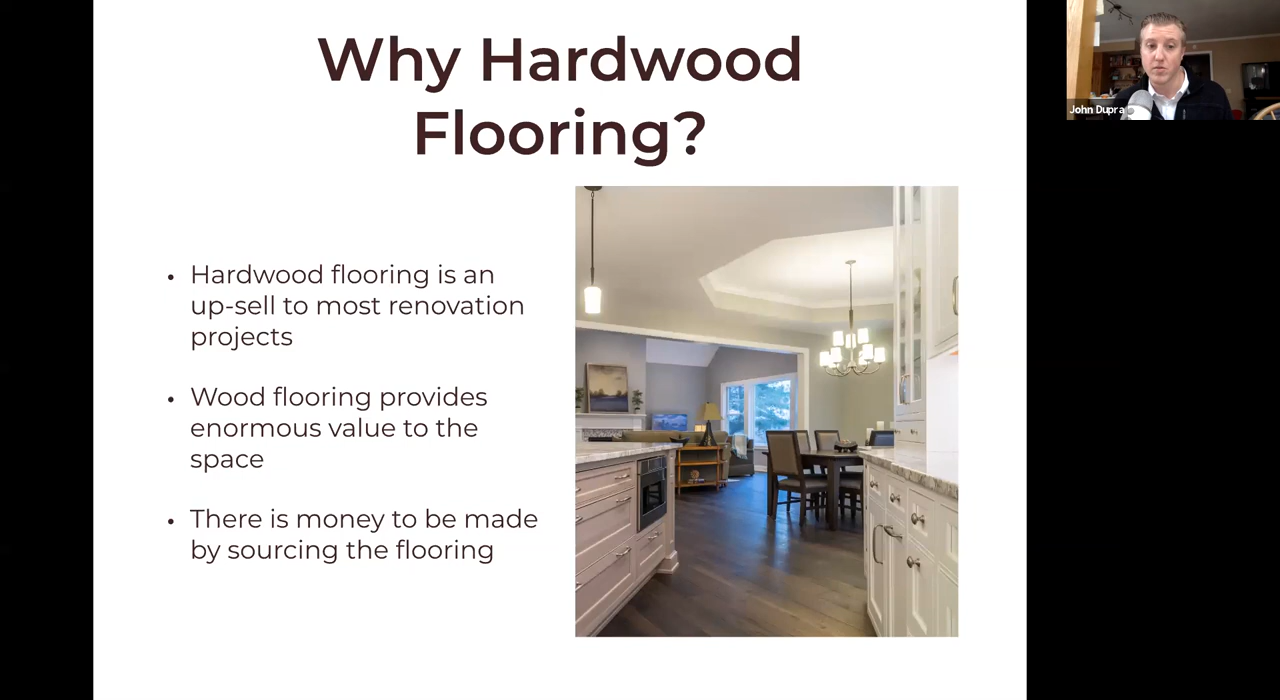 Why Hardwood
Flooring?
• Hardwood flooring is an
up-sell to most renovation
projects
• Wood flooring provides
enormous value to the
space
• There is money to be made
by sourcing the flooring
John Dupra